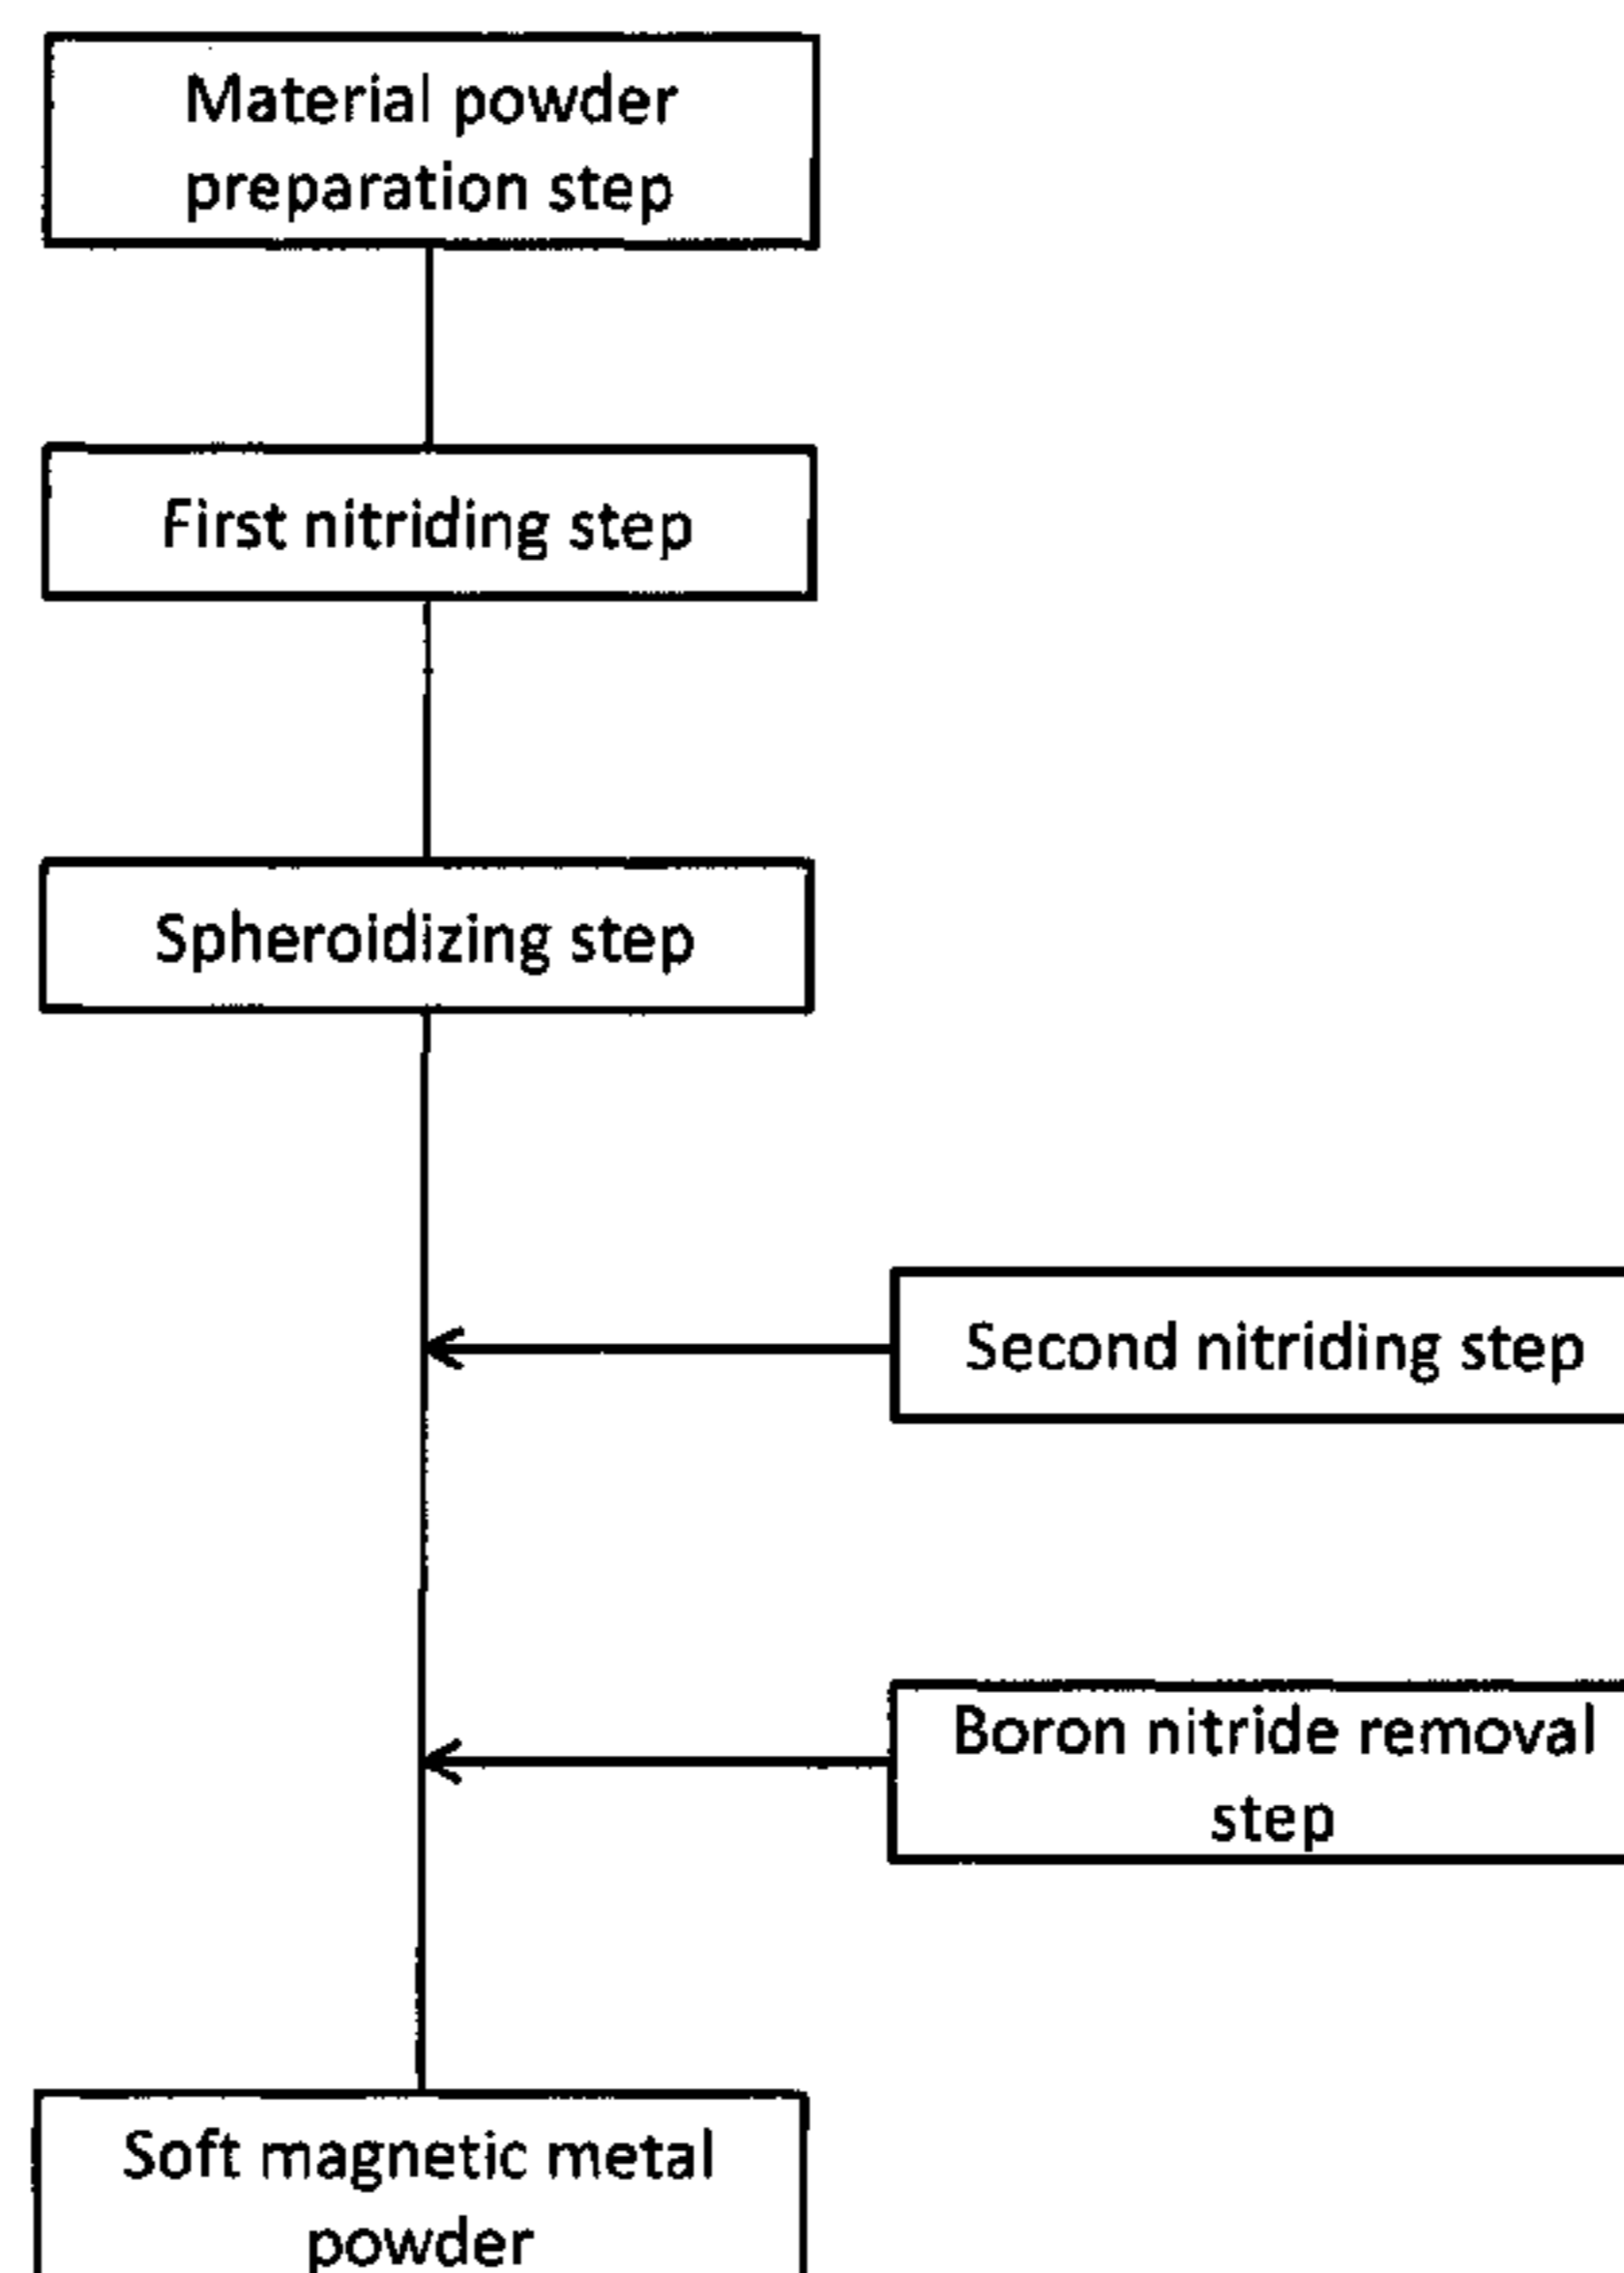 Material powder
preparation step
First nitriding step
Spheroidizing step
Second nitriding step
Boron nitride removal
step
Soft magnetic metal
powder